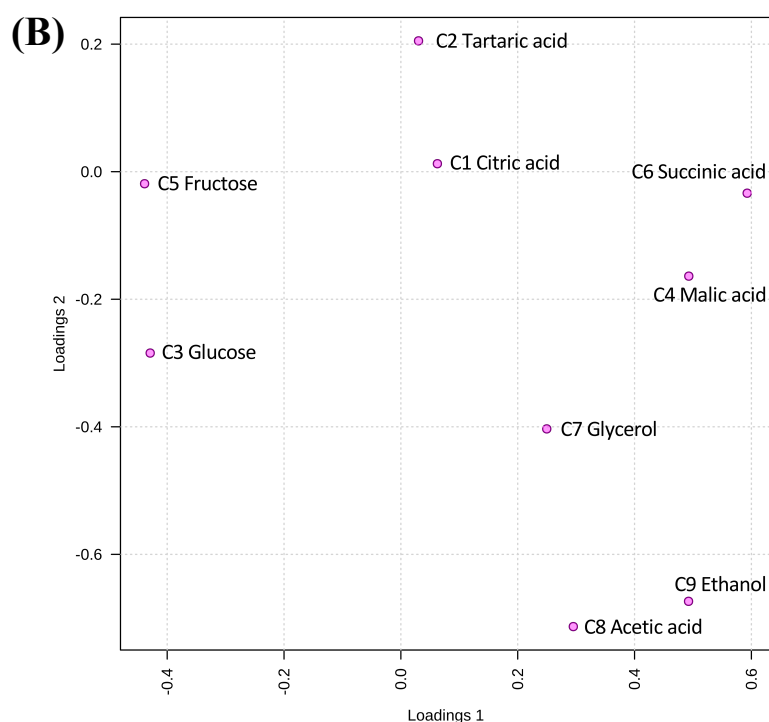 (B)
0.2
C2 Tartaric acid
C1 Citric acid
0.0
C6 Succinic acid
C5 Fructose
-0.2
C4 Malic acid
Loadings 2
C3 Glucose
-0.4
C7 Glycerol
-0.6
C9 Ethanol
C8 Acetic acid
-0.4 -0.2 0.0 0.2 0.4 0.6
Loadings 1